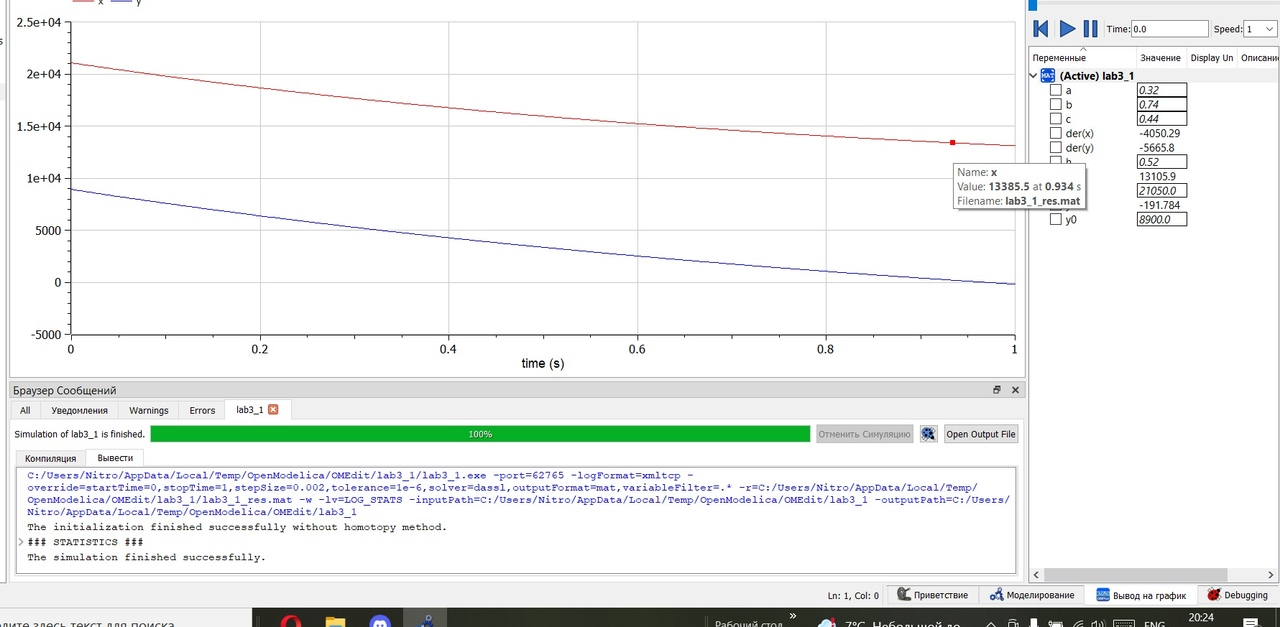 x y
2.5e+04
2e+04
1.5e+04
1e+04
5000
0
-5000
0 0.2 0.4 0.6 0.8 1
time (s)
Name: x
Value: 13385.5 at 0.934 s
Filename: lab3_1_res.mat
Time: 0.0 Speed: 1
Переменные Значение Display Un Описание
(Active) lab3_1
a 0.32
b 0.74
c 0.44
der(x) -4050.29
der(y) -5665.8
h 0.52
13105.9
21050.0
-191.784
y0 8900.0
Браузер Сообщений
All Уведомления Warnings Errors lab3_1
Simulation of lab3_1 is finished. 100% Отменить Симуляцию Open Output File
Компиляция Вывести
C:/Users/Nitro/AppData/Local/Temp/OpenModelica/OMEdit/lab3_1/lab3_1.exe -port=62765 -logFormat=xmltcp -
override=startTime=0,stopTime=1,stepSize=0.002,tolerance=1e-6,solver=dassl,outputFormat=mat,variableFilter=.* -r=C:/Users/Nitro/AppData/Local/Temp/
OpenModelica/OMEdit/lab3_1/lab3_1_res.mat -w -lv=LOG_STATS -inputPath=C:/Users/Nitro/AppData/Local/Temp/OpenModelica/OMEdit/lab3_1 -outputPath=C:/Users/
Nitro/AppData/Local/Temp/OpenModelica/OMEdit/lab3_1
The initialization finished successfully without homotopy method.
### STATISTICS ###
The simulation finished successfully.
Ln: 1, Col: 0 Приветствие Моделирование Вывод на график Debugging
здесь текст для поиска Рабочий стол 7°C ENG 20:24